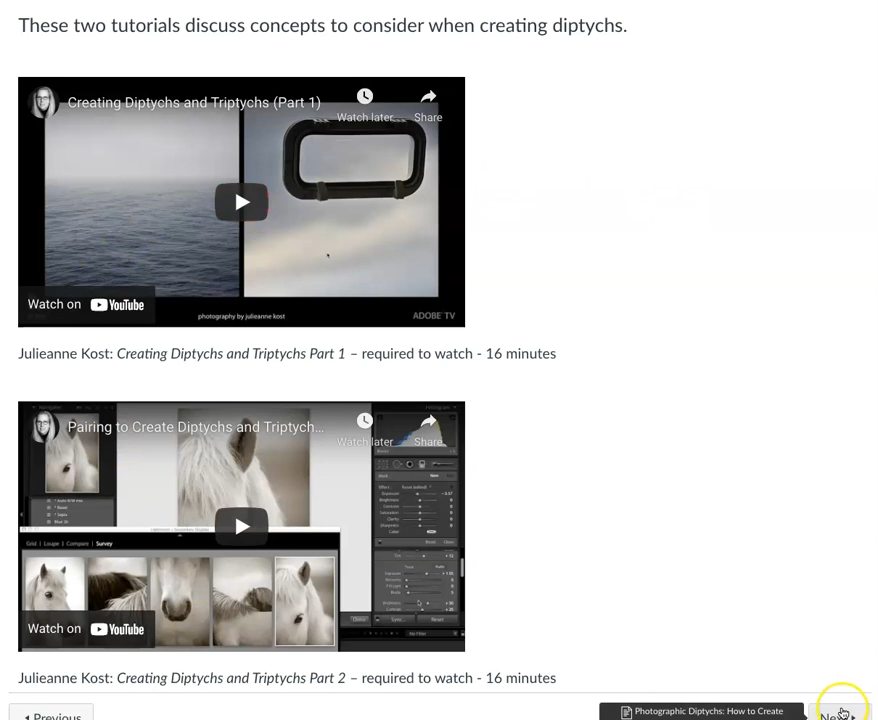 These two tutorials discuss concepts to consider when creating diptychs.
Creating Diptychs and Triptychs (Part 1)
Watch later
Share
Watch on YouTube
photography by julieanne kost
ADOBE TV
Julieanne Kost: Creating Diptychs and Triptychs Part 1 – required to watch - 16 minutes
Pairing to Create Diptychs and Triptych...
Watch later
Share
Grid | Loupe | Compare | Survey
Watch on YouTube
Sync...
Reset
Julieanne Kost: Creating Diptychs and Triptychs Part 2 – required to watch - 16 minutes
Previous
Photographic Diptychs: How to Create
Next